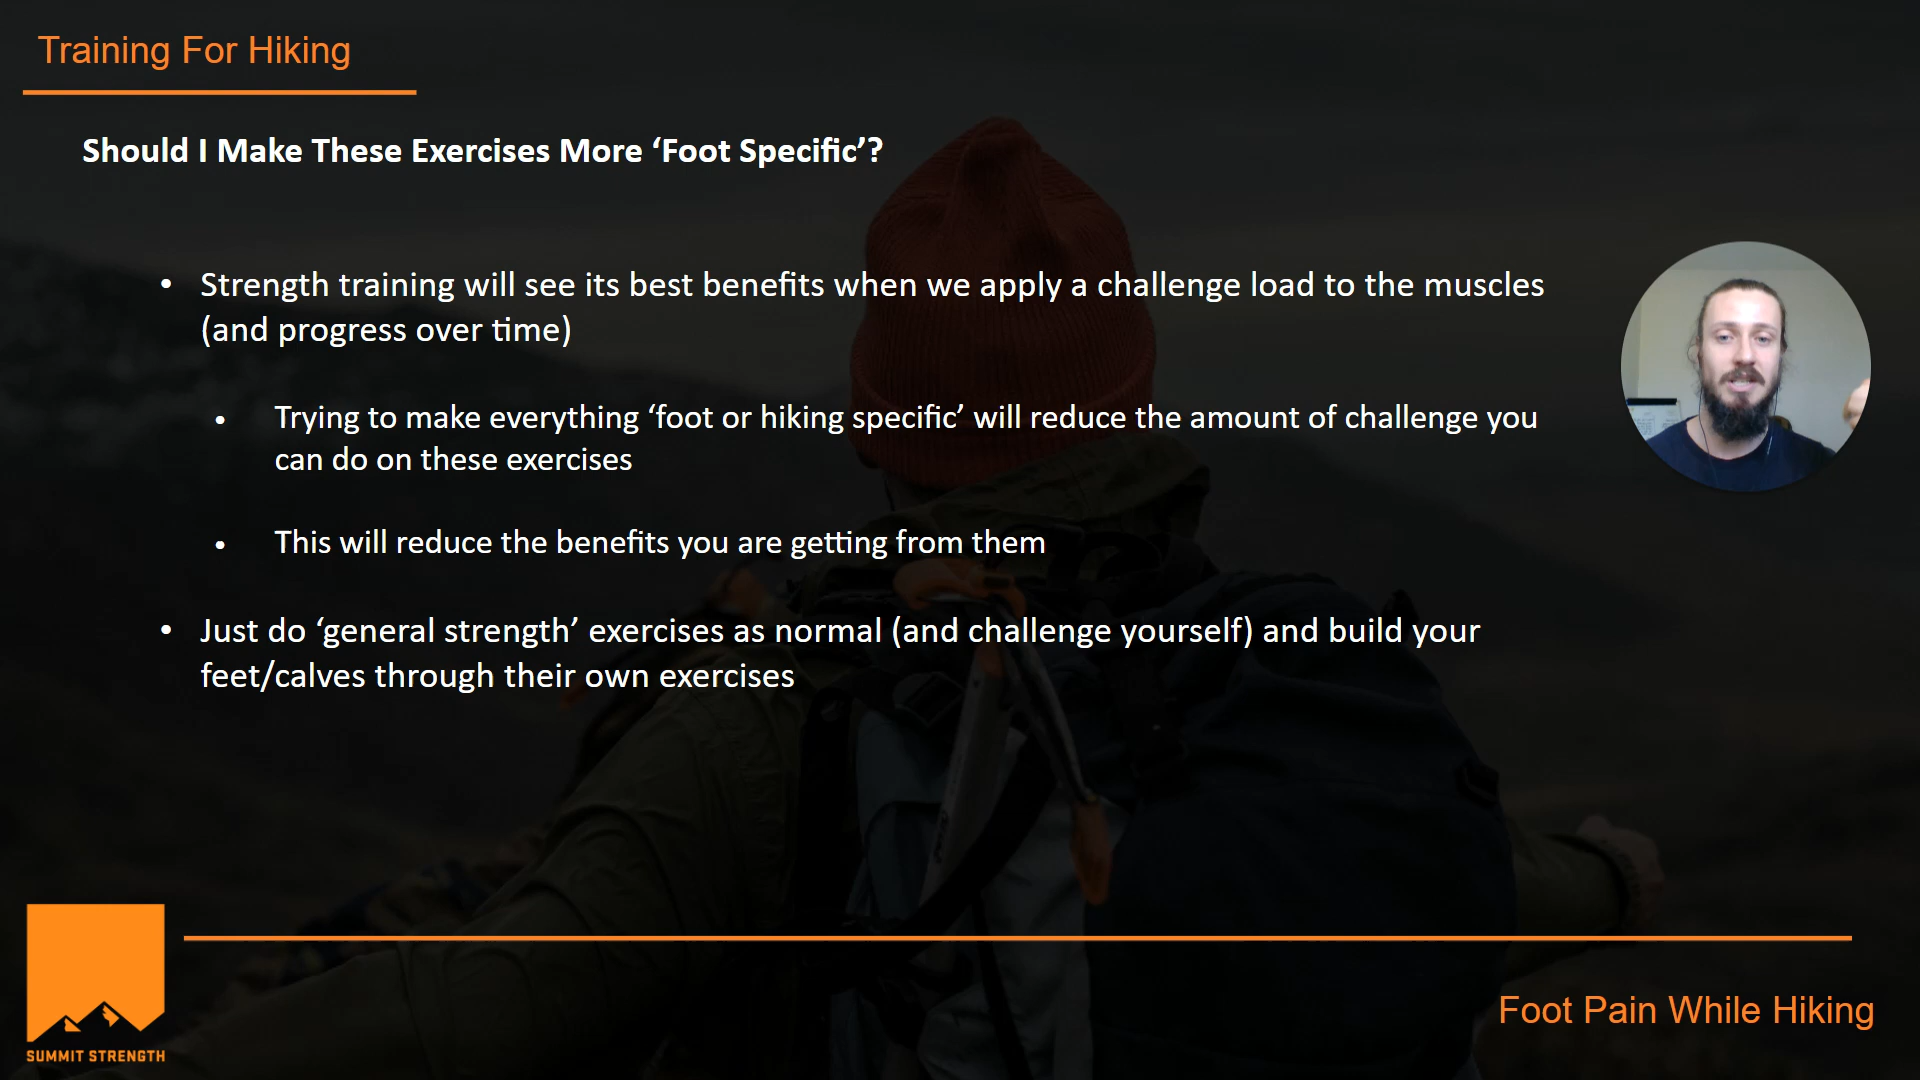 Training For Hiking
Should I Make These Exercises More ‘Foot Specific’?
• Strength training will see its best benefits when we apply a challenge load to the muscles
(and progress over time)
• Trying to make everything ‘foot or hiking specific’ will reduce the amount of challenge you
can do on these exercises
• This will reduce the benefits you are getting from them
• Just do ‘general strength’ exercises as normal (and challenge yourself) and build your
feet/calves through their own exercises
SUMMIT STRENGTH
Foot Pain While Hiking